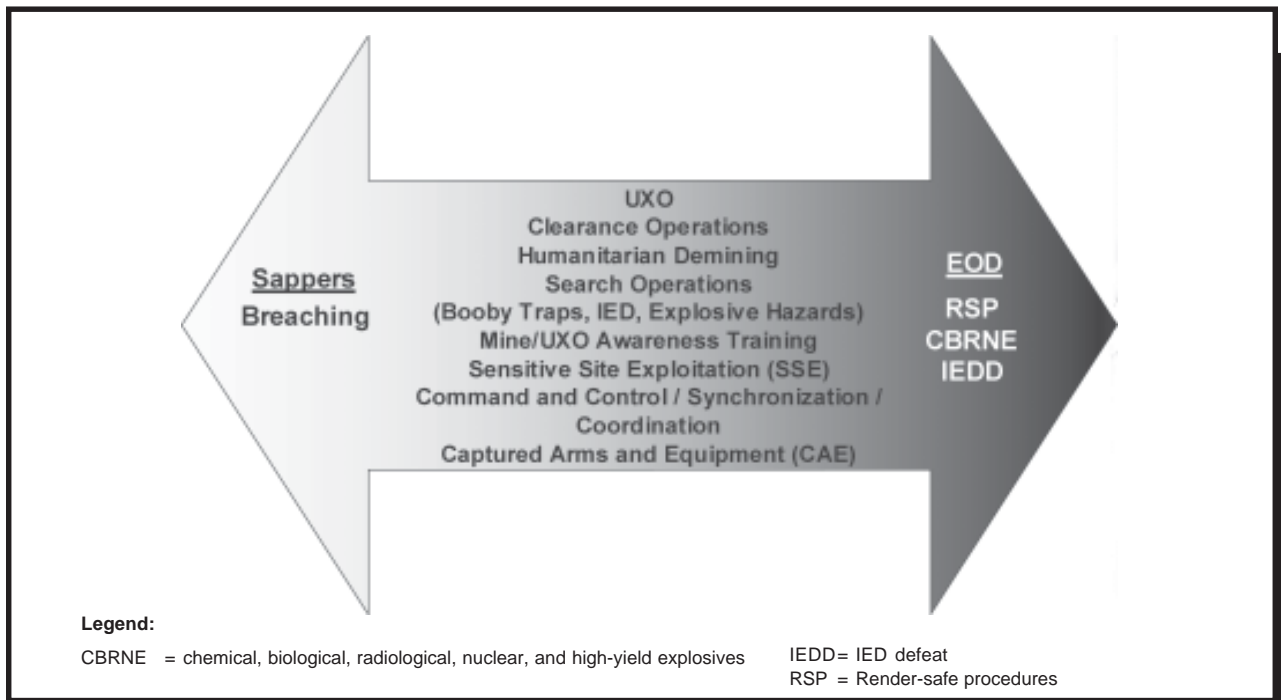 Sappers
Breaching
UXO
Clearance Operations
Humanitarian Demining
Search Operations
(Booby Traps, IED, Explosive Hazards)
Mine/UXO Awareness Training
Sensitive Site Exploitation (SSE)
Command and Control / Synchronization /
Coordination
Captured Arms and Equipment (CAE)
EOD
RSP
CBRNE
IEDD
Legend:
CBRNE = chemical, biological, radiological, nuclear, and high-yield explosives
IEDD= IED defeat
RSP = Render-safe procedures